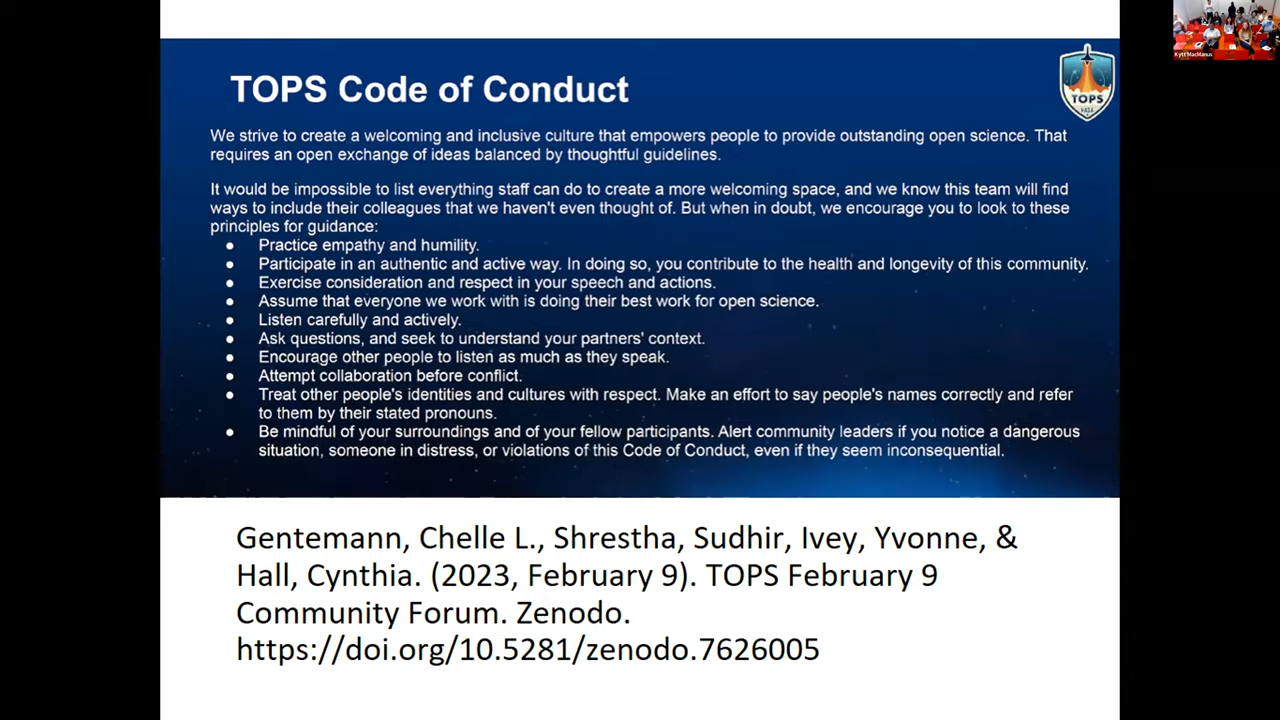 TOPS Code of Conduct
TOPS
We strive to create a welcoming and inclusive culture that empowers people to provide outstanding open science. That
requires an open exchange of ideas balanced by thoughtful guidelines.
It would be impossible to list everything staff can do to create a more welcoming space, and we know this team will find
ways to include their colleagues that we haven't even thought of. But when in doubt, we encourage you to look to these
principles for guidance:
● Practice empathy and humility.
● Participate in an authentic and active way. In doing so, you contribute to the health and longevity of this community.
● Exercise consideration and respect in your speech and actions.
● Assume that everyone we work with is doing their best work for open science.
● Listen carefully and actively.
● Ask questions, and seek to understand your partners' context.
● Encourage other people to listen as much as they speak.
● Attempt collaboration before conflict.
● Treat other people's identities and cultures with respect. Make an effort to say people's names correctly and refer
to them by their stated pronouns.
● Be mindful of your surroundings and of your fellow participants. Alert community leaders if you notice a dangerous
situation, someone in distress, or violations of this Code of Conduct, even if they seem inconsequential.
Gentemann, Chelle L., Shrestha, Sudhir, Ivey, Yvonne, &
Hall, Cynthia. (2023, February 9). TOPS February 9
Community Forum. Zenodo.
https://doi.org/10.5281/zenodo.7626005
Kytt MacManus